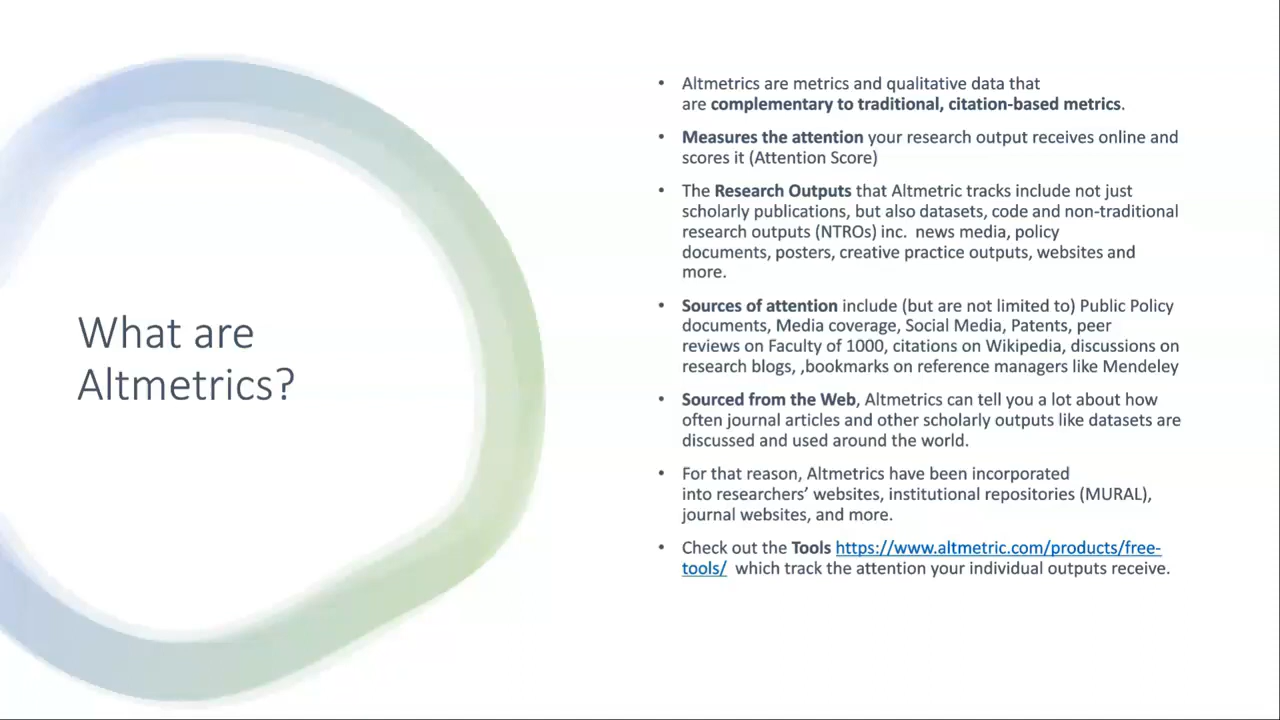 What are
Altmetrics?
• Altmetrics are metrics and qualitative data that
are complementary to traditional, citation-based metrics.
• Measures the attention your research output receives online and
scores it (Attention Score)
• The Research Outputs that Altmetric tracks include not just
scholarly publications, but also datasets, code and non-traditional
research outputs (NTROs) inc.  news media, policy
documents, posters, creative practice outputs, websites and
more.
• Sources of attention include (but are not limited to) Public Policy
documents, Media coverage, Social Media, Patents, peer
reviews on Faculty of 1000, citations on Wikipedia, discussions on
research blogs, ,bookmarks on reference managers like Mendeley
• Sourced from the Web, Altmetrics can tell you a lot about how
often journal articles and other scholarly outputs like datasets are
discussed and used around the world.
• For that reason, Altmetrics have been incorporated
into researchers’ websites, institutional repositories (MURAL),
journal websites, and more.
• Check out the Tools https://www.altmetric.com/products/free-
tools/  which track the attention your individual outputs receive.